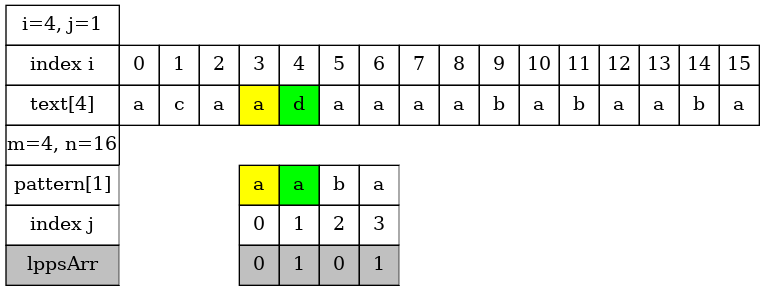 i=4, j=1
index i 0 1 2 3 4 5 6 7 8 9 10 11 12 13 14 15
text[4] a c a a d a a a a b a b a a b a
m=4, n=16
pattern[1] a a b a
index j 0 1 2 3
lppsArr 0 1 0 1